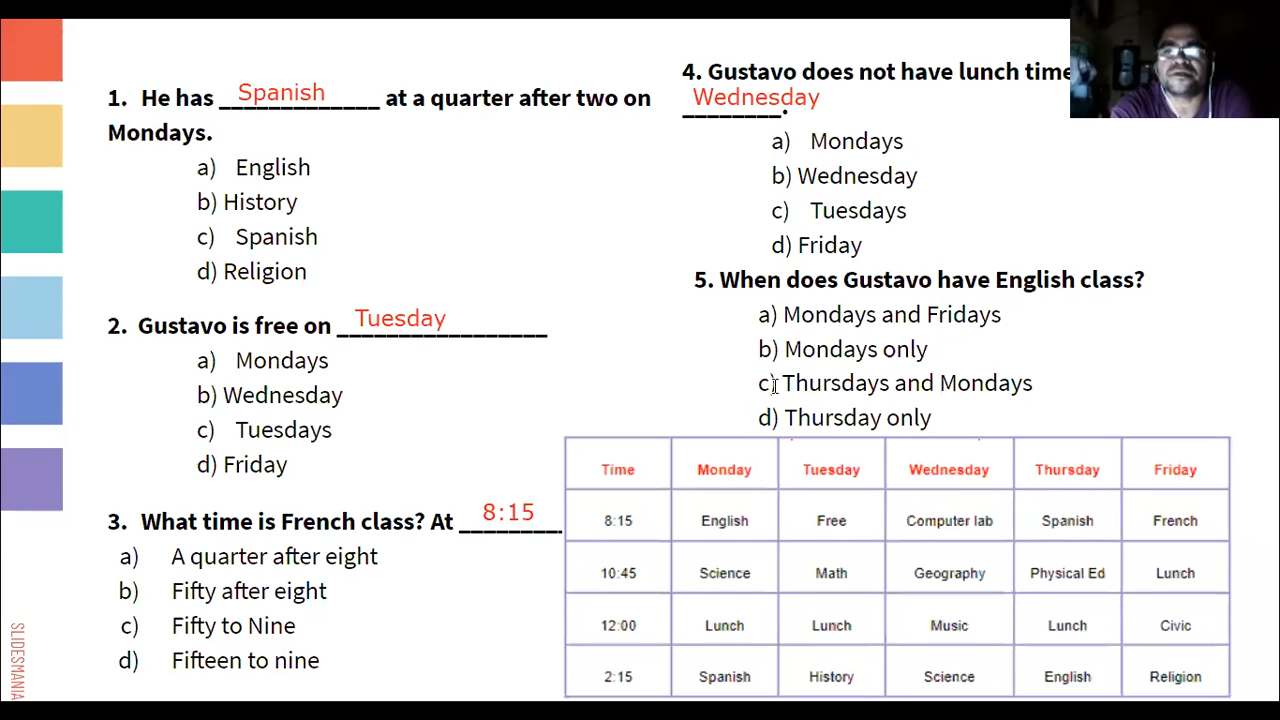 1. He has Spanish at a quarter after two on
Mondays.
a) English
b) History
c) Spanish
d) Religion
2. Gustavo is free on Tuesday
a) Mondays
b) Wednesday
c) Tuesdays
d) Friday
3. What time is French class? At 8:15
a) A quarter after eight
b) Fifty after eight
c) Fifty to Nine
d) Fifteen to nine
4. Gustavo does not have lunch time
Wednesday.
a) Mondays
b) Wednesday
c) Tuesdays
d) Friday
5. When does Gustavo have English class?
a) Mondays and Fridays
b) Mondays only
c) Thursdays and Mondays
d) Thursday only
Time Monday Tuesday Wednesday Thursday Friday
8:15 English Free Computer lab Spanish French
10:45 Science Math Geography Physical Ed Lunch
12:00 Lunch Lunch Music Lunch Civic
2:15 Spanish History Science English Religion
SLIDESMANIA